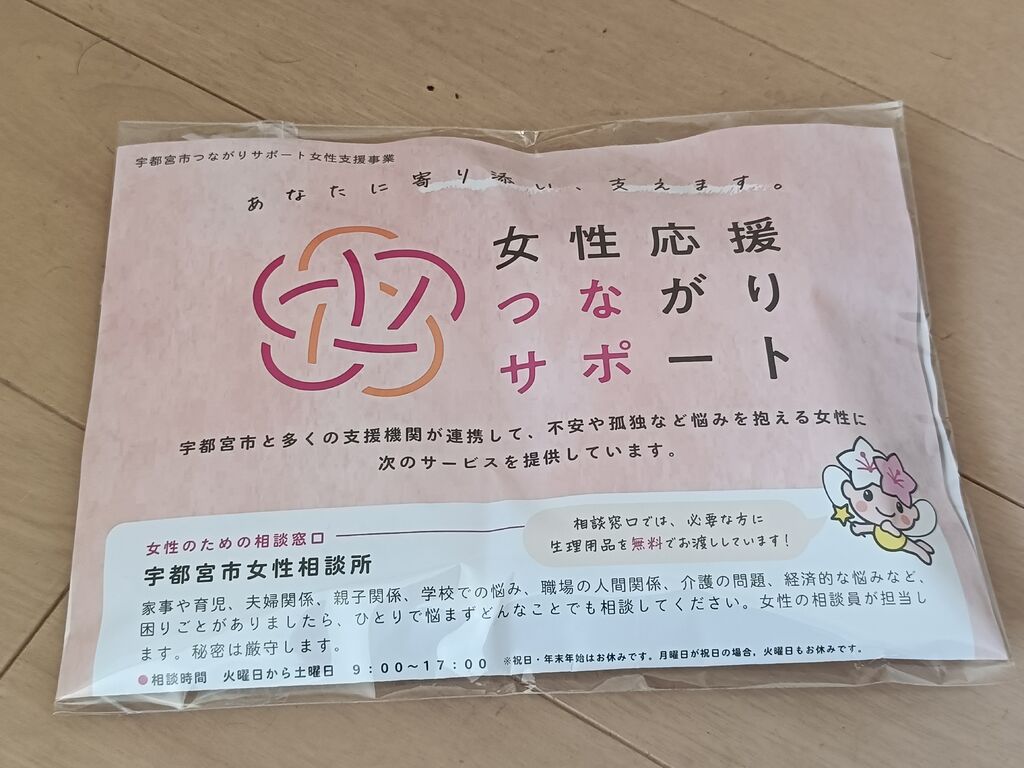 宇都宮市つながりサポート女性支援事業
あなたに寄り添い、支えます。
女性応援
つながり
サポート
宇都宮市と多くの支援機関が連携して、不安や孤独など悩みを抱える女性に
次のサービスを提供しています。
相談窓口では、必要な方に
生理用品を無料でお渡ししています!
女性のための相談窓口
宇都宮市女性相談所
家事や育児、夫婦関係、親子関係、学校での悩み、職場の人間関係、介護の問題、経済的な悩みなど、
困りごとがありましたら、ひとりで悩まずどんなことでも相談してください。女性の相談員が担当し
ます。秘密は厳守します。
●相談時間 火曜日から土曜日 9:00~17:00 ※祝日・年末年始はお休みです。月曜日が祝日の場合,火曜日もお休みです。